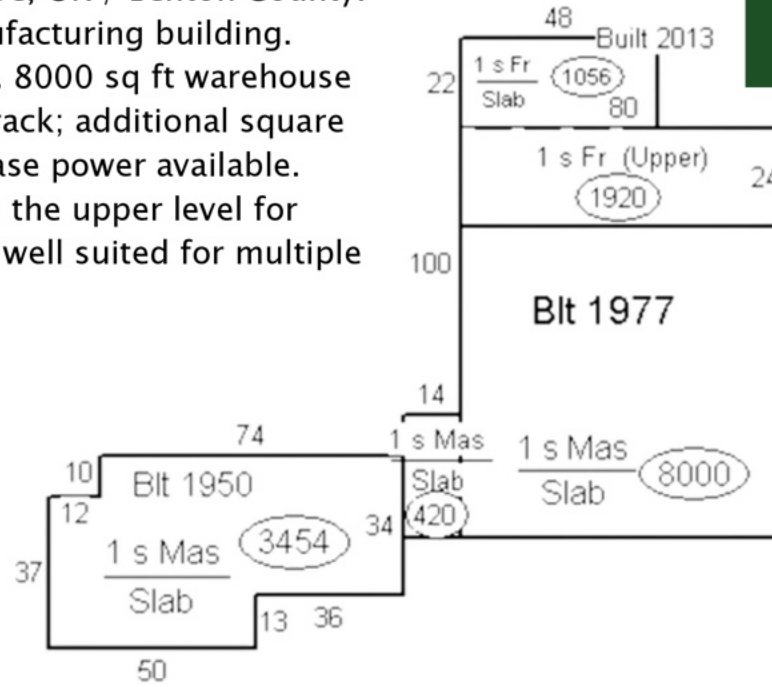 ufacturing building.
8000 sq ft warehouse
rack; additional square
ase power available.
the upper level for
well suited for multiple
48
Built 2013
22
1 s Fr
Slab
1056
80
1 s Fr (Upper)
1920
24
100
Blt 1977
14
74
1 s Mas
Slab
420
1 s Mas
Slab
8000
10
12
Blt 1950
3454
34
1 s Mas
Slab
37
13
36
50